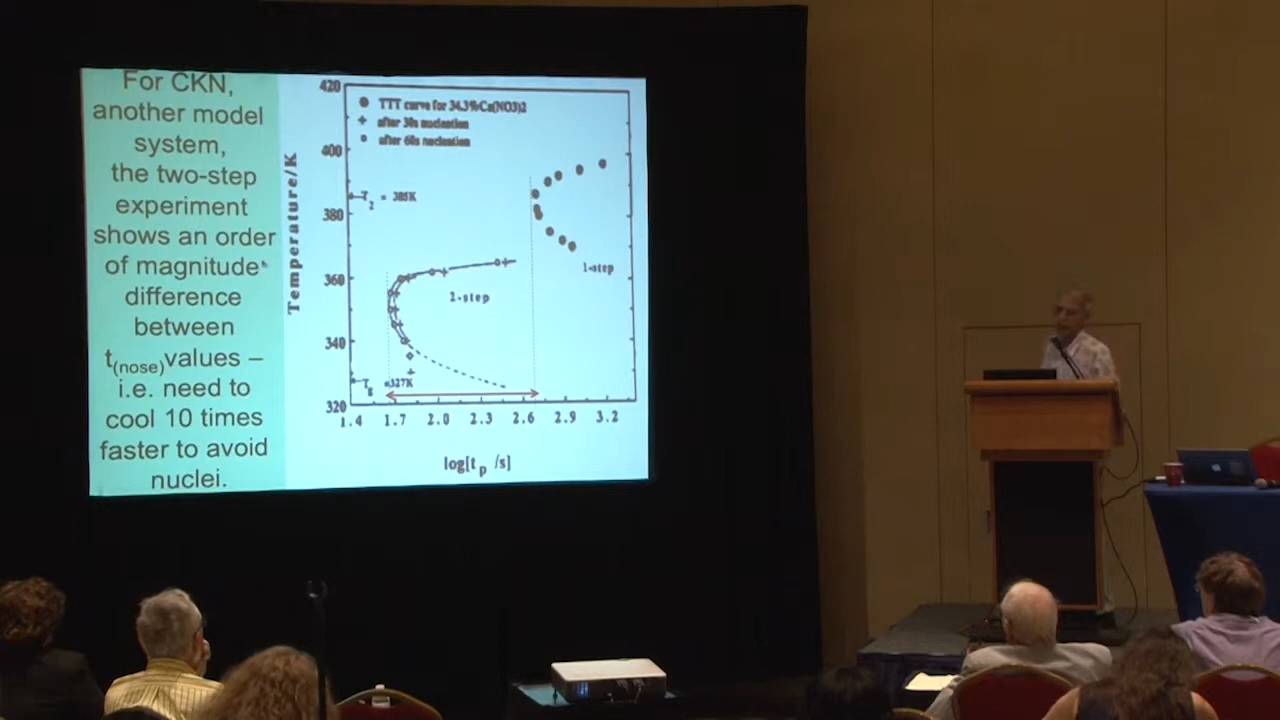 For CKN,
another model
system,
the two-step
experiment
shows an order
of magnitude
difference
between
t(nose)values –
i.e. need to
cool 10 times
faster to avoid
nuclei.
420
400
380
360
340
320
Temperature/K
TTT curve for 34.3%Ca(NO3)2
after 30s nucleation
after 60s nucleation
T2 = 385K
1-step
2-step
Tg =327K
1.4 1.7 2.0 2.3 2.6 2.9 3.2
log[tp /s]